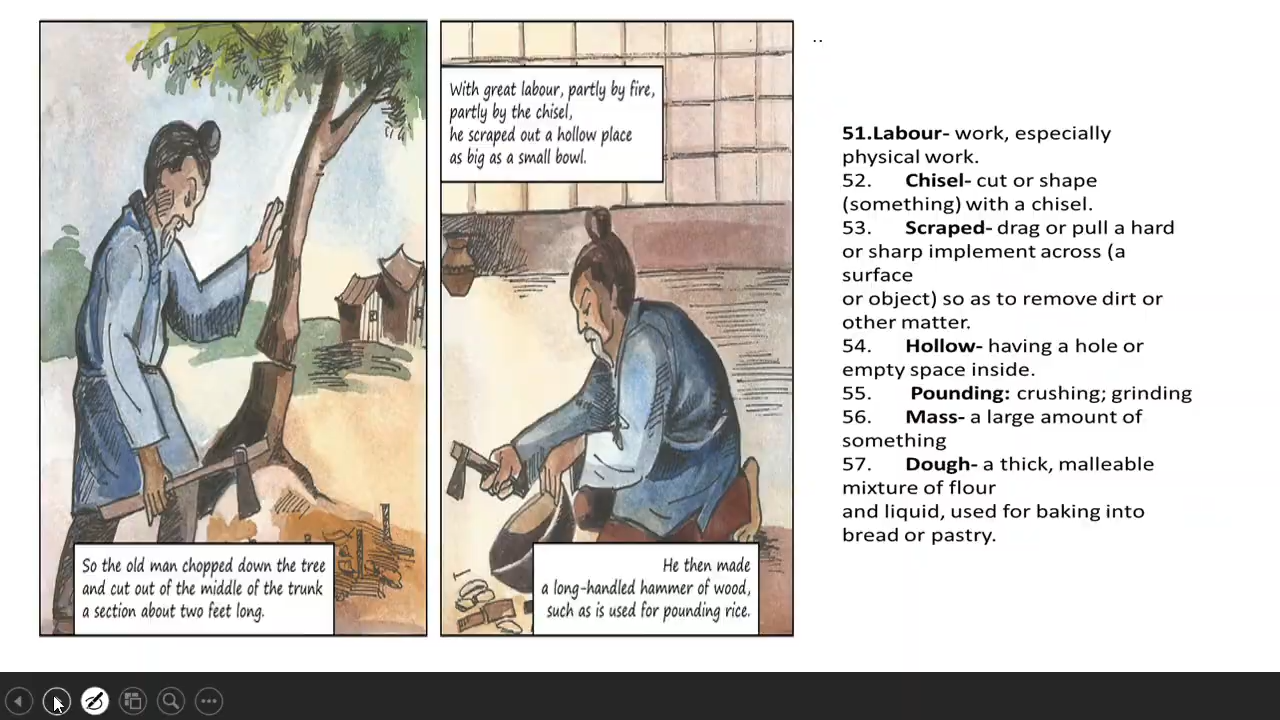 So the old man chopped down the tree
and cut out of the middle of the trunk
a section about two feet long.
With great labour, partly by fire,
partly by the chisel,
he scraped out a hollow place
as big as a small bowl.
He then made
a long-handled hammer of wood,
such as is used for pounding rice.
..
51.Labour- work, especially
physical work.
52. Chisel- cut or shape
(something) with a chisel.
53. Scraped- drag or pull a hard
or sharp implement across (a
surface
or object) so as to remove dirt or
other matter.
54. Hollow- having a hole or
empty space inside.
55. Pounding: crushing; grinding
56. Mass- a large amount of
something
57. Dough- a thick, malleable
mixture of flour
and liquid, used for baking into
bread or pastry.